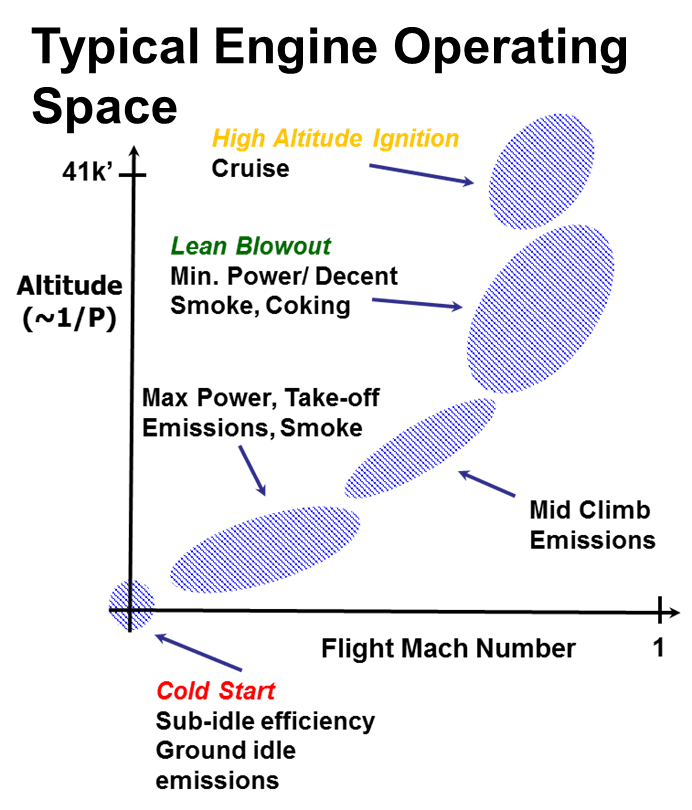 Typical Engine Operating
Space
High Altitude Ignition
Cruise
41k'
Lean Blowout
Min. Power/ Decent
Smoke, Coking
Altitude
(~1/P)
Max Power, Take-off
Emissions, Smoke
Mid Climb
Emissions
Flight Mach Number
1
Cold Start
Sub-idle efficiency
Ground idle
emissions